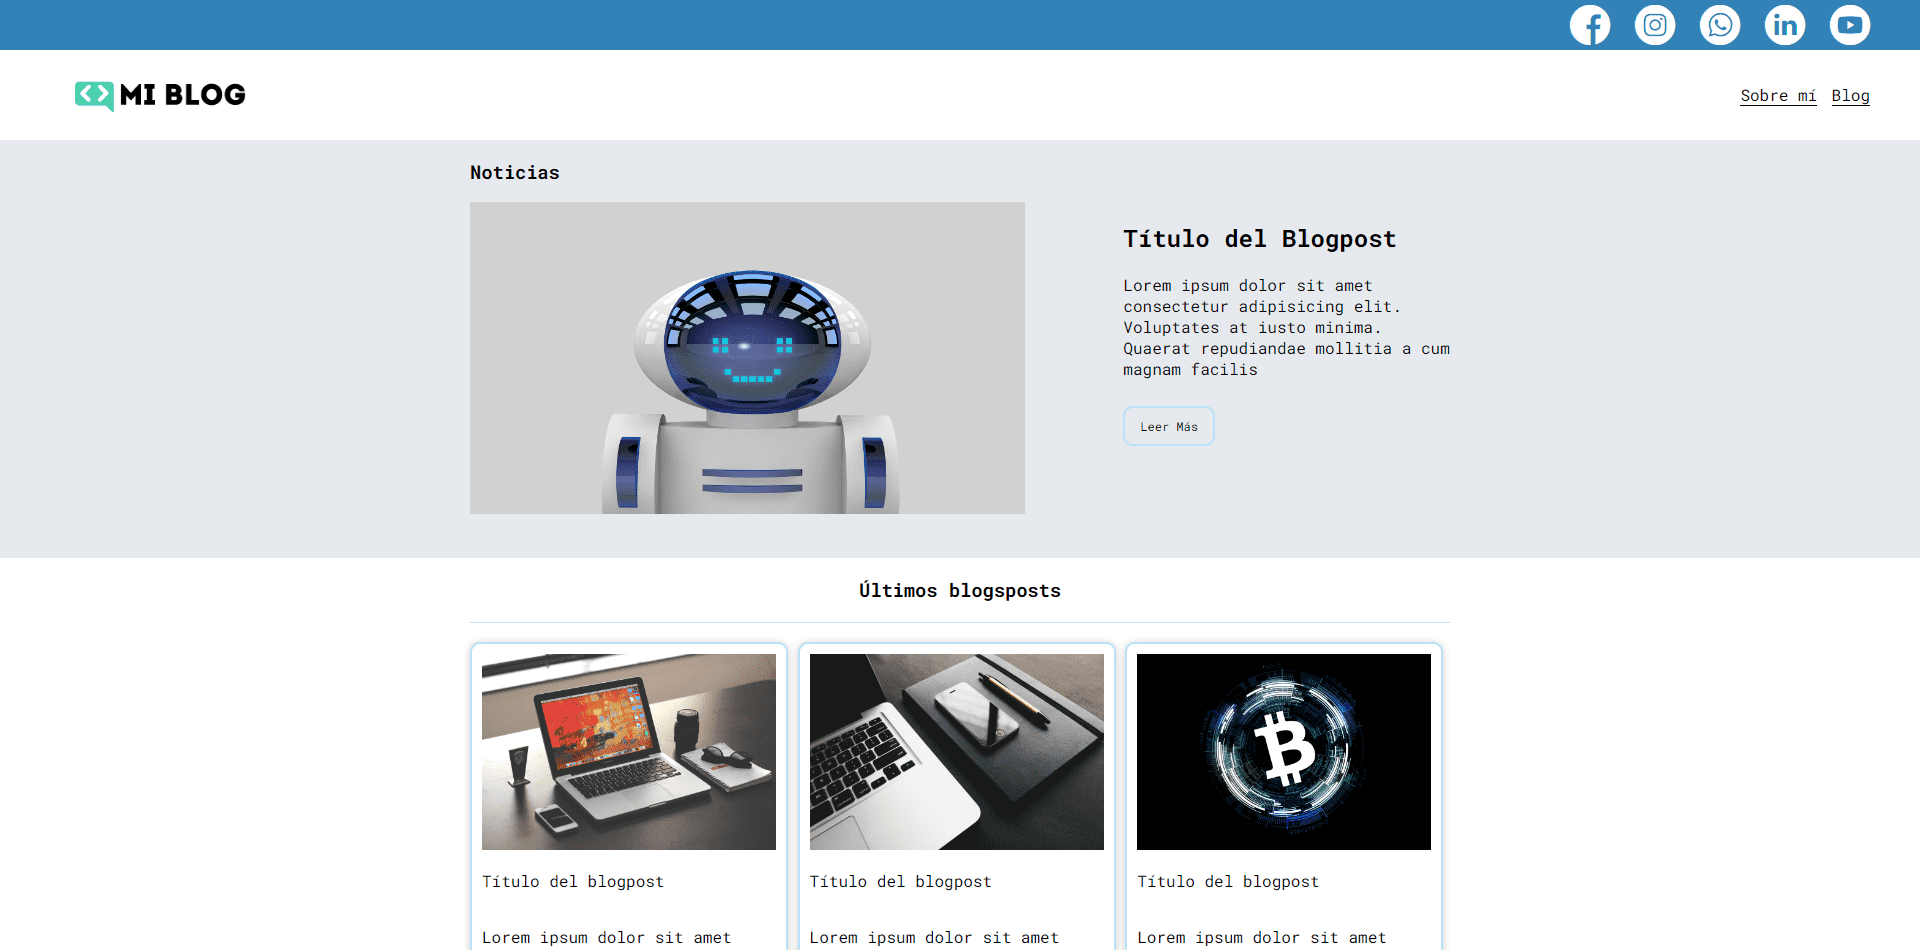 MI BLOG
Sobre mí Blog
Noticias
Título del Blogpost
Lorem ipsum dolor sit amet
consectetur adipisicing elit.
Voluptates at iusto minima.
Quaerat repudiandae mollitia a cum
magnam facilis
Leer Más
Últimos blogsposts
Título del blogpost
Lorem ipsum dolor sit amet
Título del blogpost
Lorem ipsum dolor sit amet
Título del blogpost
Lorem ipsum dolor sit amet